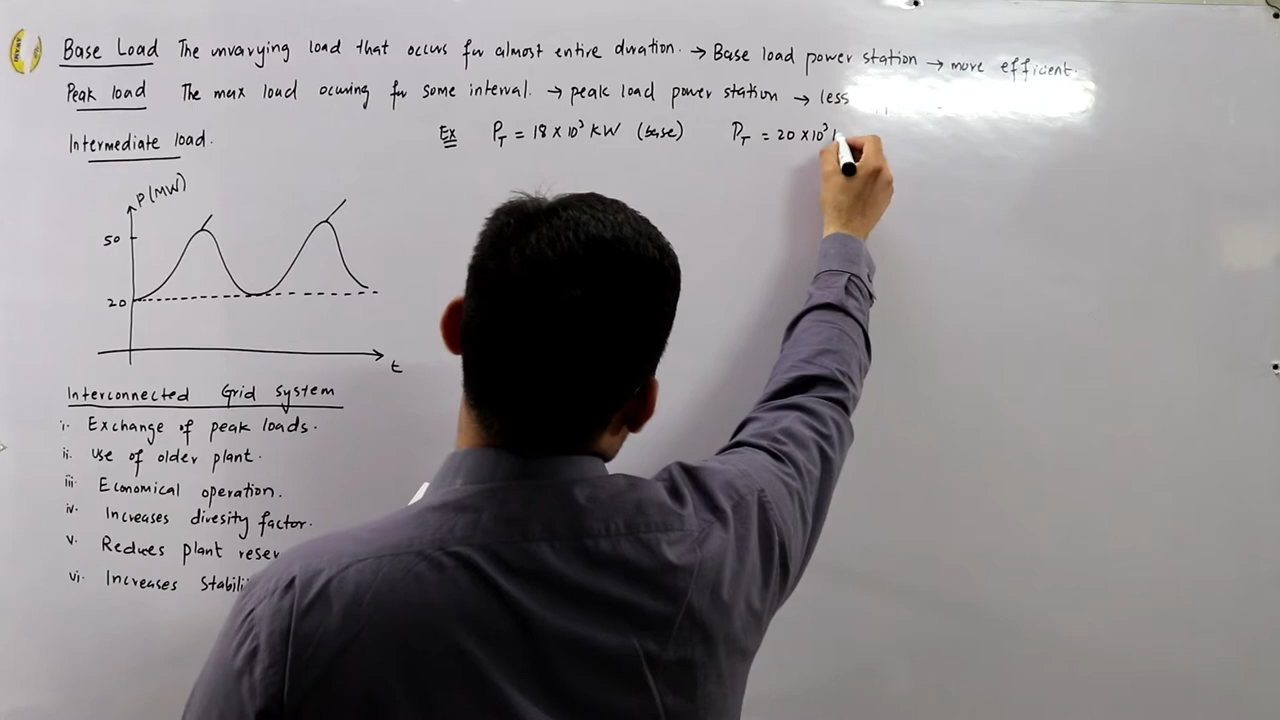 Base Load The unvarying load that occurs for almost entire duration. → Base load power station → more efficient.
Peak load The max load ocuring for some interval. → peak load power station → less
Intermediate load.
Ex P_T = 18 × 10³ KW (base) P_T = 20 × 10³
P(MW)
50
20
t
Interconnected Grid system
i. Exchange of peak loads.
ii. Use of older plant.
iii. Economical operation.
iv. Increases divesity factor.
v. Reduces plant reser
vi. Increases Stabili